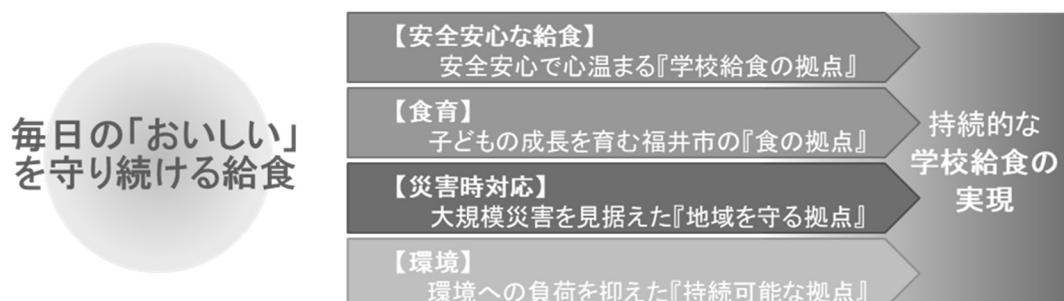 毎日の「おいしい」
を守り続ける給食
【安全安心な給食】
安全安心で心温まる『学校給食の拠点』
【食育】
子どもの成長を育む福井市の『食の拠点』
【災害時対応】
大規模災害を見据えた『地域を守る拠点』
【環境】
環境への負荷を抑えた『持続可能な拠点』
持続的な
学校給食の
実現